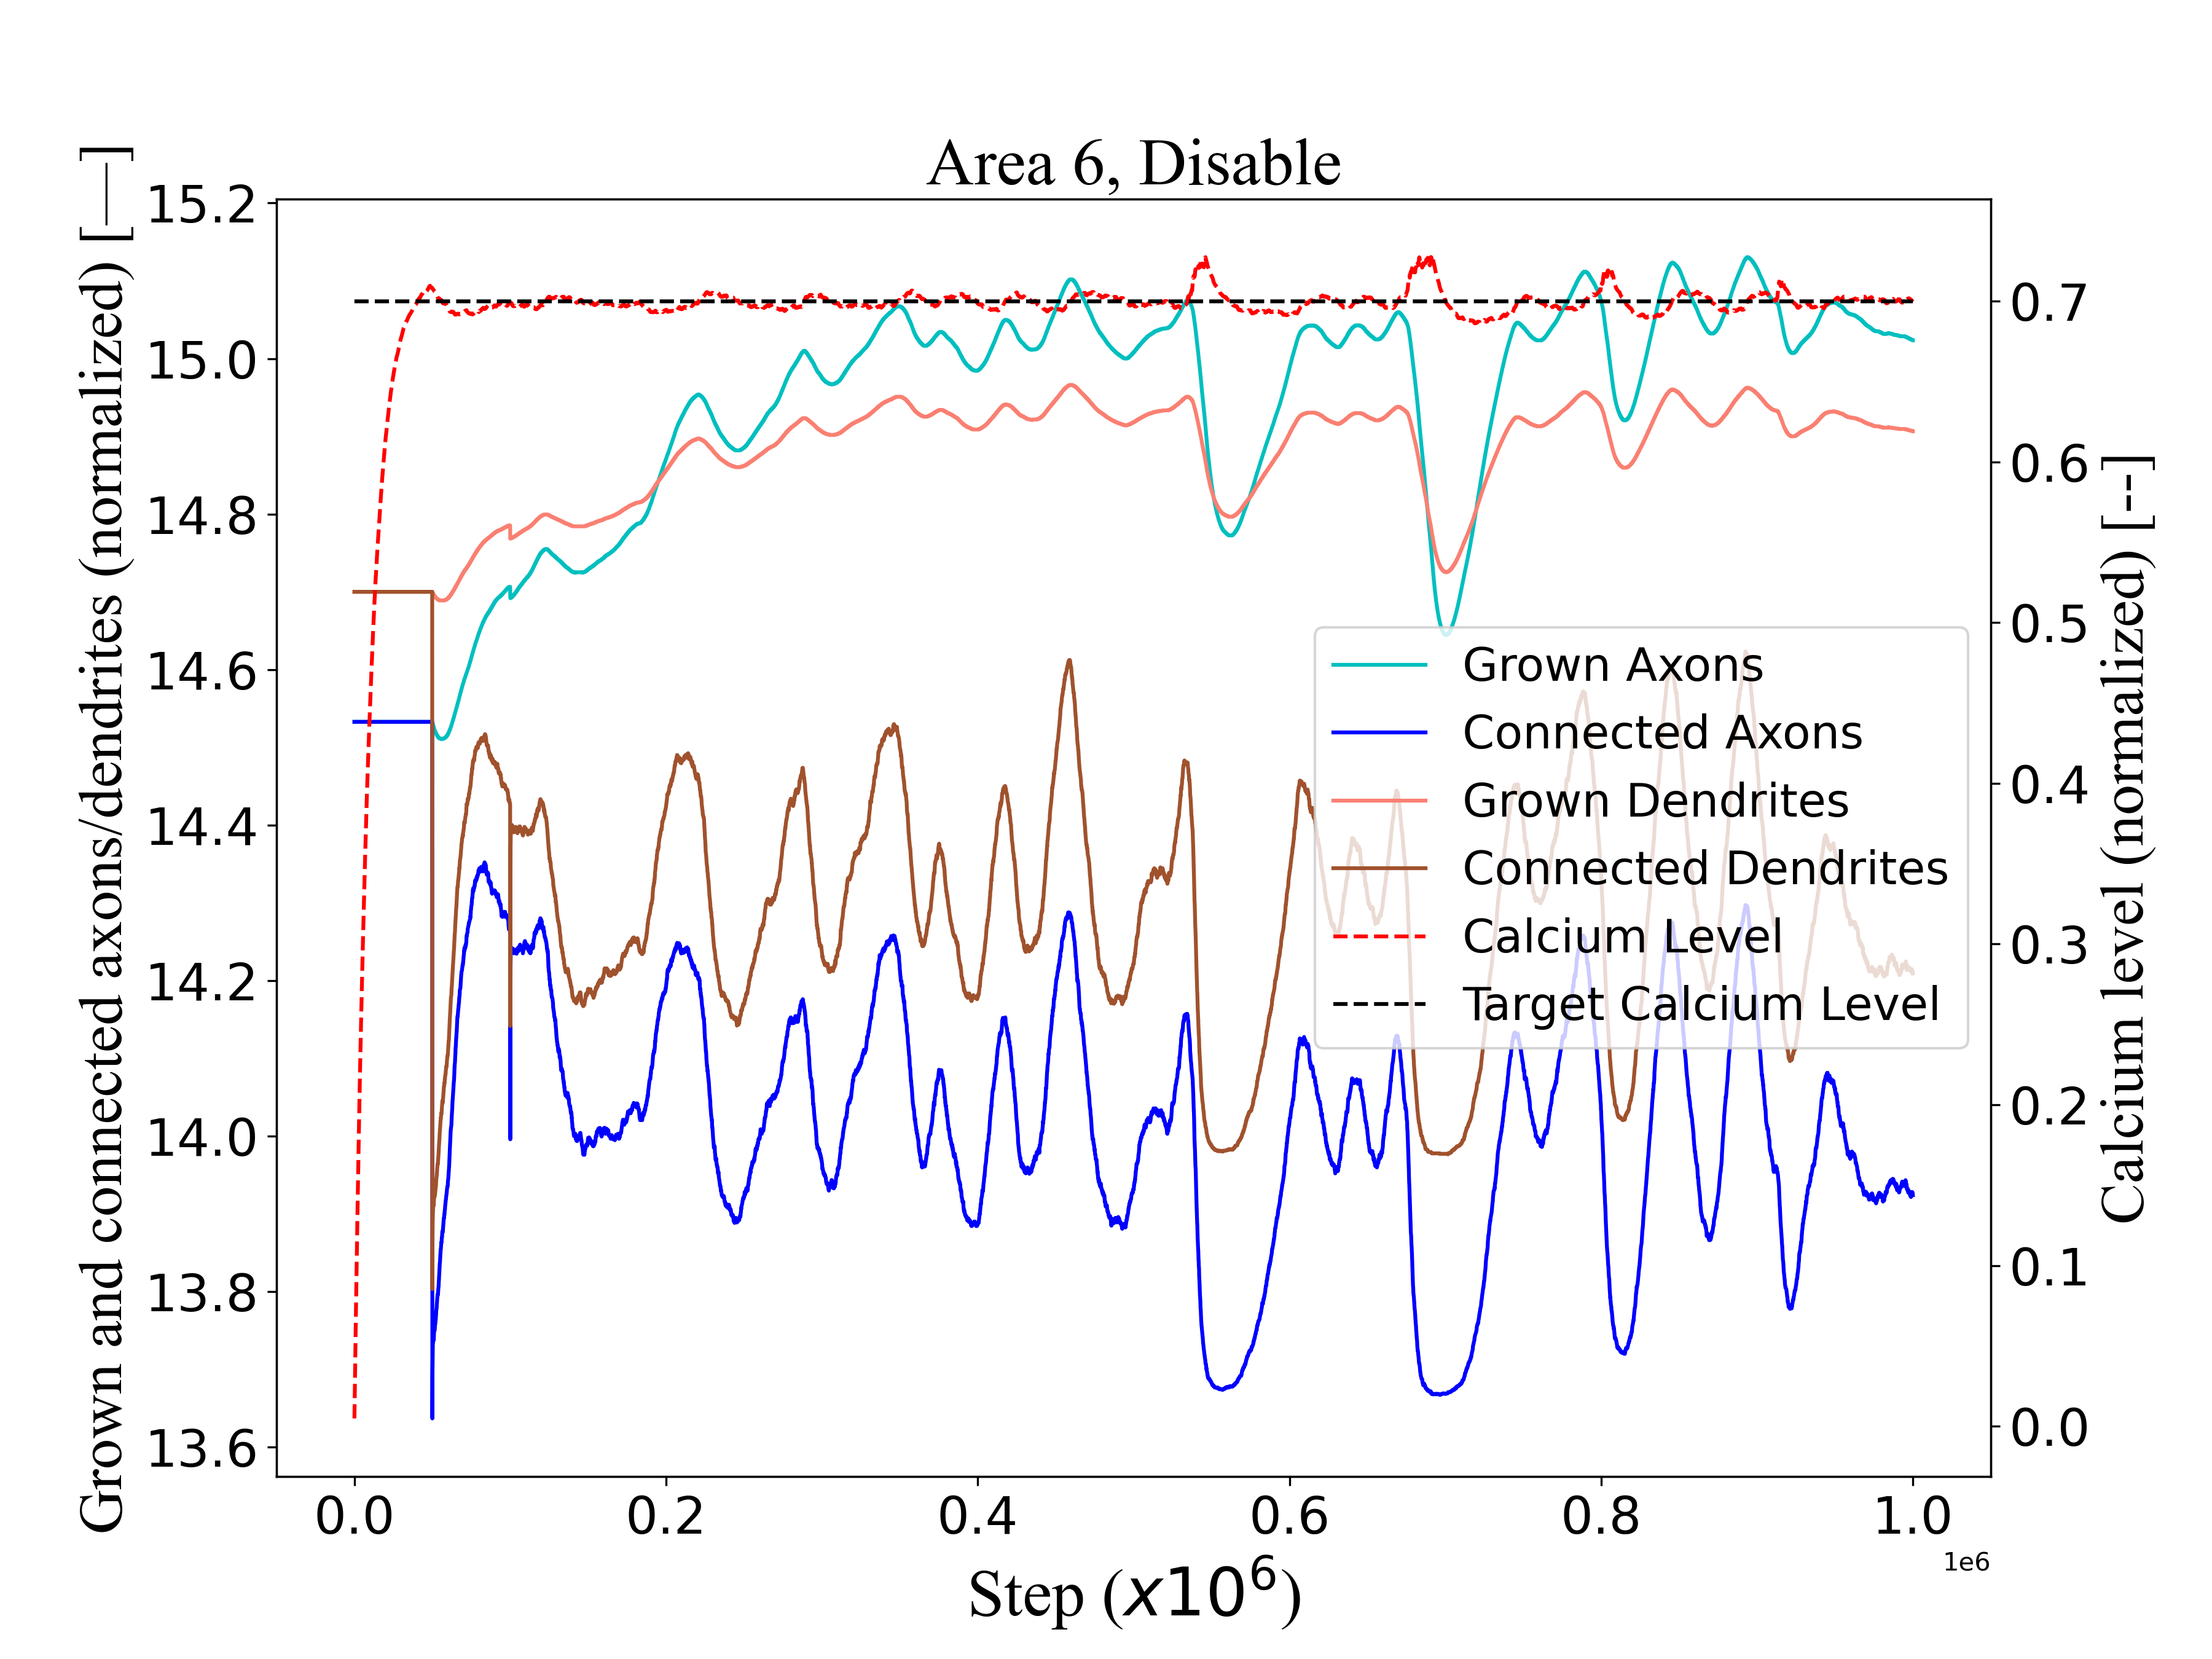 Area 6, Disable
Grown and connected axons/dendrites (normalized) [—]
15.2
15.0
14.8
14.6
14.4
14.2
14.0
13.8
13.6
0.7
0.6
0.5
0.4
0.3
0.2
0.1
0.0
Calcium level (normalized) [--]
Grown Axons
Connected Axons
Grown Dendrites
Connected Dendrites
Calcium Level
Target Calcium Level
0.0 0.2 0.4 0.6 0.8 1.0
1e6
Step (x10⁶)